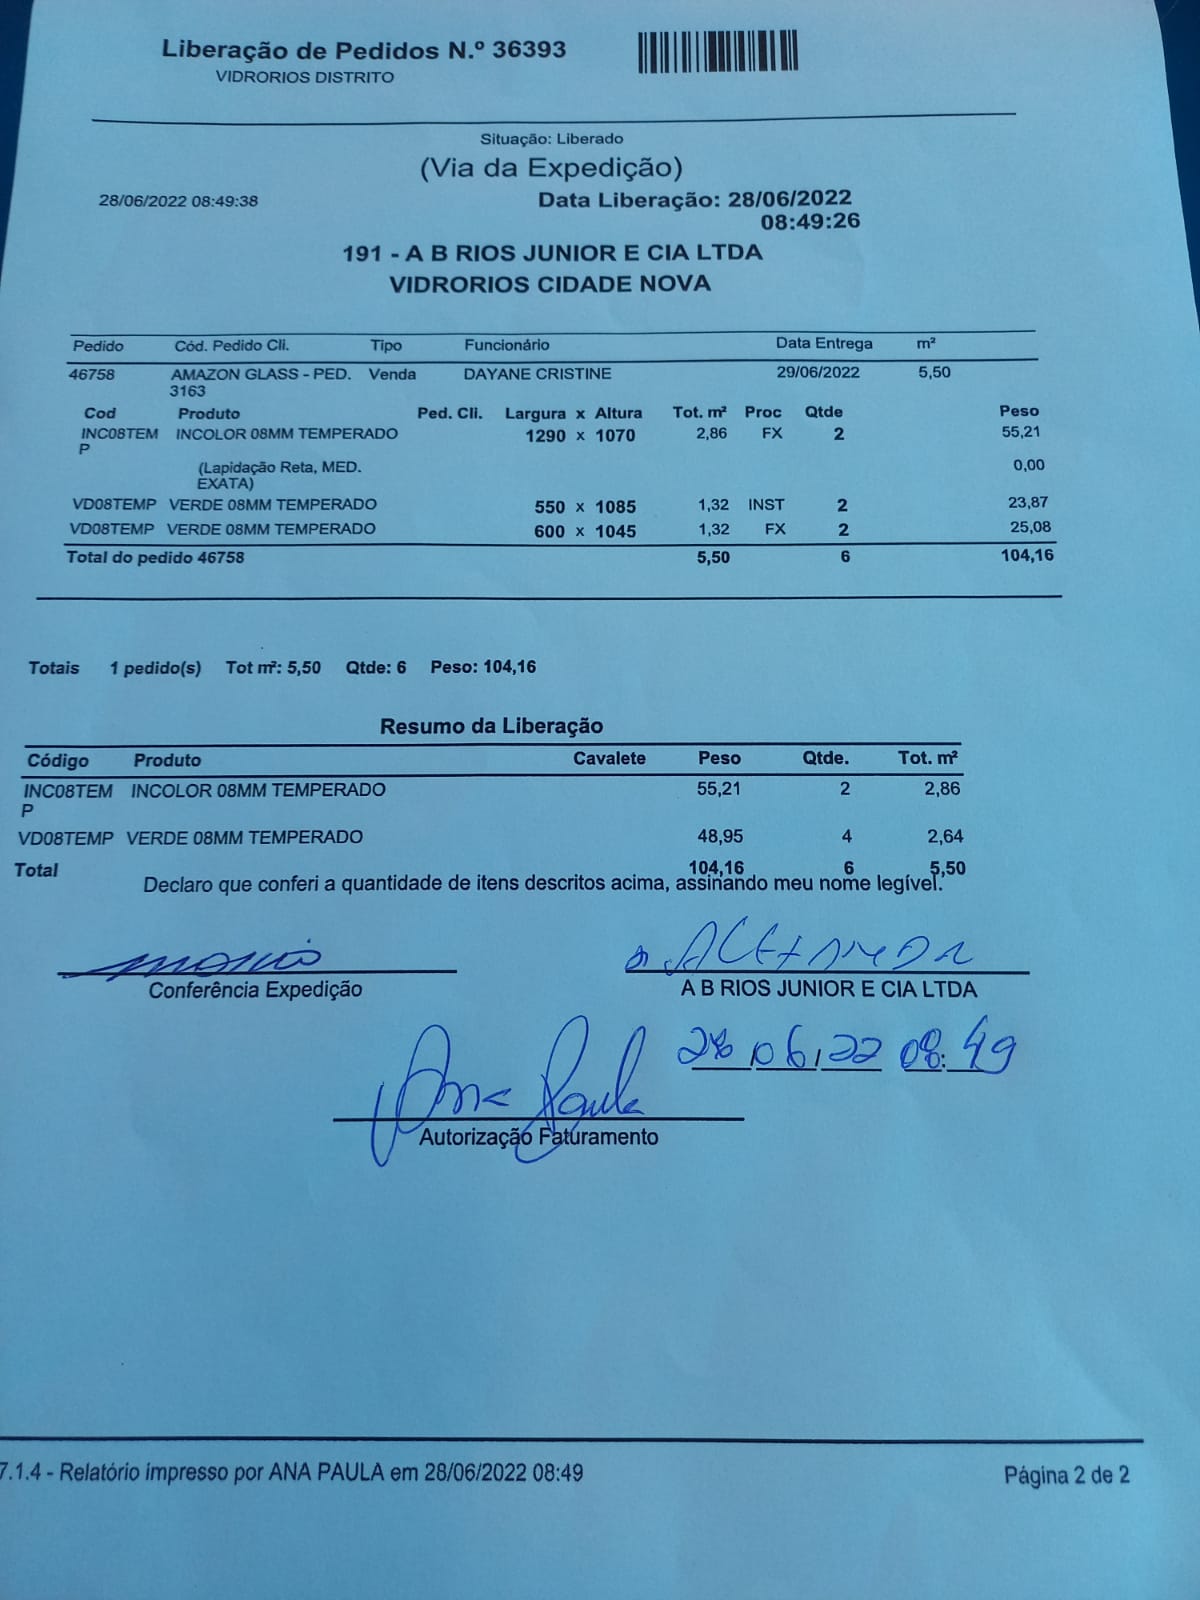 Liberação de Pedidos N.º 36393
VIDRORIOS DISTRITO
Situação: Liberado
(Via da Expedição)
28/06/2022 08:49:38 Data Liberação: 28/06/2022
08:49:26
191 - A B RIOS JUNIOR E CIA LTDA
VIDRORIOS CIDADE NOVA
Pedido Cód. Pedido Cli. Tipo Funcionário Data Entrega m²
46758 AMAZON GLASS - PED. Venda DAYANE CRISTINE 29/06/2022 5,50
3163
Cod Produto Ped. Cli. Largura x Altura Tot. m² Proc Qtde Peso
INC08TEM INCOLOR 08MM TEMPERADO 1290 x 1070 2,86 FX 2 55,21
P
(Lapidação Reta, MED. 0,00
EXATA)
VD08TEMP VERDE 08MM TEMPERADO 550 x 1085 1,32 INST 2 23,87
VD08TEMP VERDE 08MM TEMPERADO 600 x 1045 1,32 FX 2 25,08
Total do pedido 46758 5,50 6 104,16
Totais 1 pedido(s) Tot m²: 5,50 Qtde: 6 Peso: 104,16
Resumo da Liberação
Código Produto Cavalete Peso Qtde. Tot. m²
INC08TEM INCOLOR 08MM TEMPERADO 55,21 2 2,86
P
VD08TEMP VERDE 08MM TEMPERADO 48,95 4 2,64
Total 104,16 6 5,50
Declaro que conferi a quantidade de itens descritos acima, assinando meu nome legível.
Conferência Expedição A B RIOS JUNIOR E CIA LTDA
28/06/22 08:49
Ana Paula
Autorização Faturamento
7.1.4 - Relatório impresso por ANA PAULA em 28/06/2022 08:49 Página 2 de 2